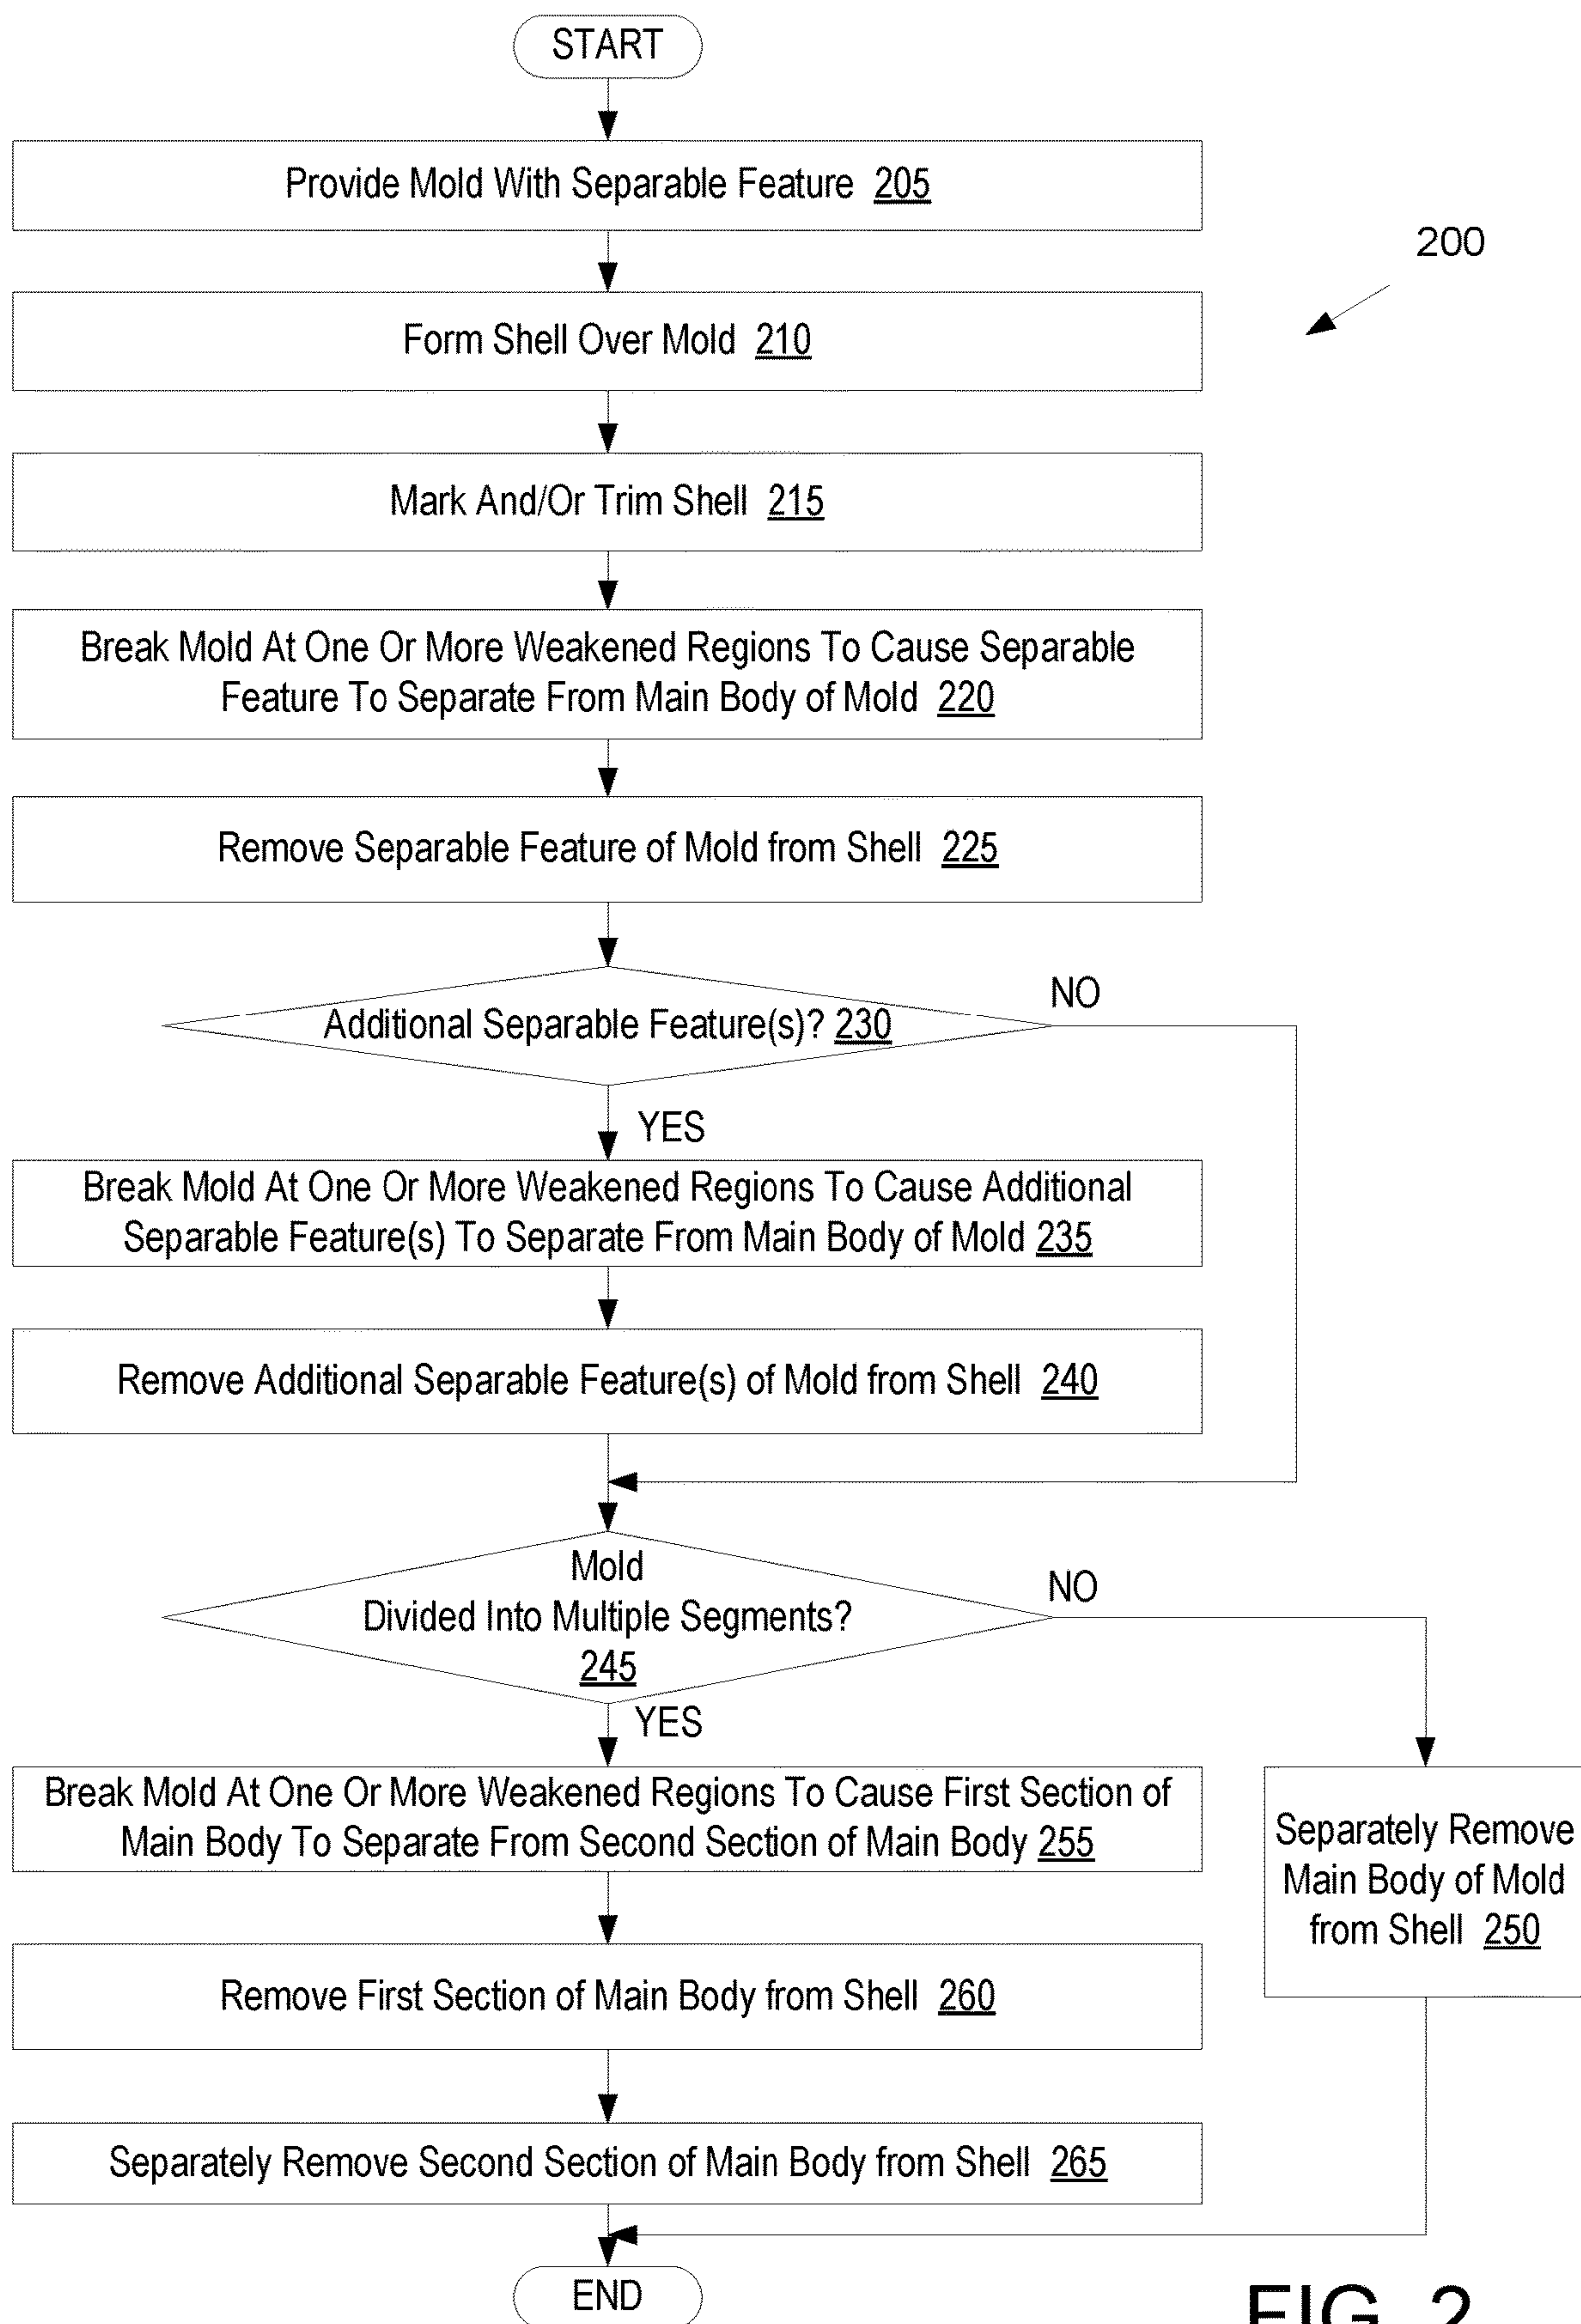 START
Provide Mold With Separable Feature 205
200
Form Shell Over Mold 210
Mark And/Or Trim Shell 215
Break Mold At One Or More Weakened Regions To Cause Separable
Feature To Separate From Main Body of Mold 220
Remove Separable Feature of Mold from Shell 225
Additional Separable Feature(s)? 230
NO
YES
Break Mold At One Or More Weakened Regions To Cause Additional
Separable Feature(s) To Separate From Main Body of Mold 235
Remove Additional Separable Feature(s) of Mold from Shell 240
Mold
Divided Into Multiple Segments?
245
NO
YES
Break Mold At One Or More Weakened Regions To Cause First Section of
Main Body To Separate From Second Section of Main Body 255
Separately Remove
Main Body of Mold
from Shell 250
Remove First Section of Main Body from Shell 260
Separately Remove Second Section of Main Body from Shell 265
END
FIG. 2